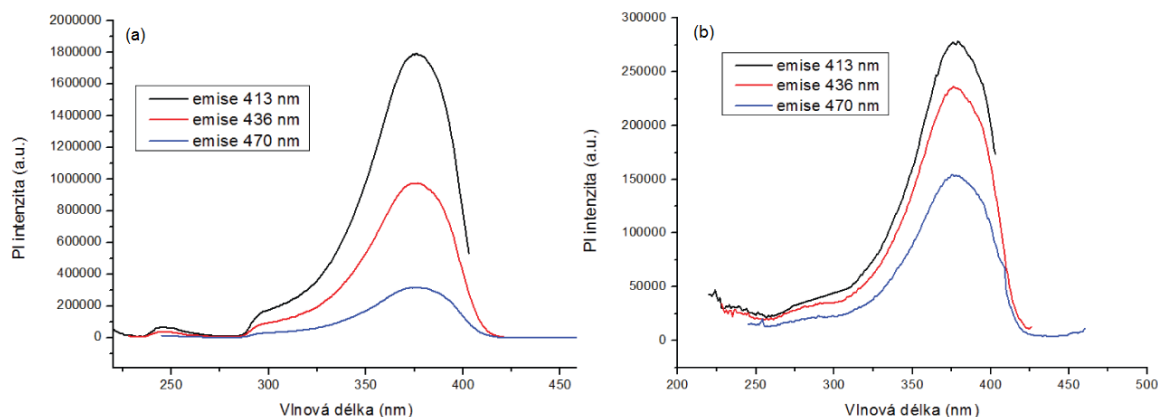 (a)
emise 413 nm
emise 436 nm
emise 470 nm
PI intenzita (a.u.)
2000000
1800000
1600000
1400000
1200000
1000000
800000
600000
400000
200000
0
250 300 350 400 450
Vlnová délka (nm)
(b)
emise 413 nm
emise 436 nm
emise 470 nm
PI intenzita (a.u.)
300000
250000
200000
150000
100000
50000
0
200 250 300 350 400 450 500
Vlnová délka (nm)